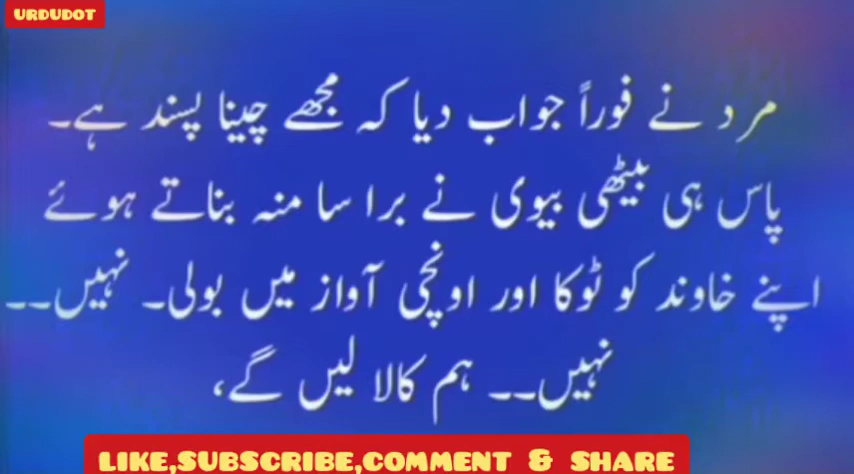 URDUDOT
مرد نے فوراً جواب دیا کہ مجھے چینا پسند ہے۔
پاس ہی بیٹھی بیوی نے برا سا منہ بناتے ہوئے
اپنے خاوند کو ٹوکا اور اونچی آواز میں بولی۔ نہیں۔۔
نہیں۔۔ ہم کالا لیں گے،
LIKE,SUBSCRIBE,COMMENT & SHARE